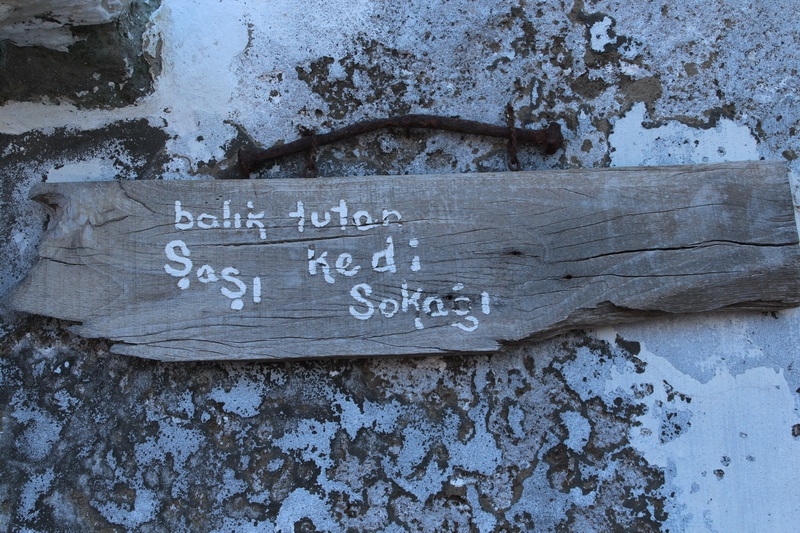 balık tutan
Şaşı kedi
Sokağı